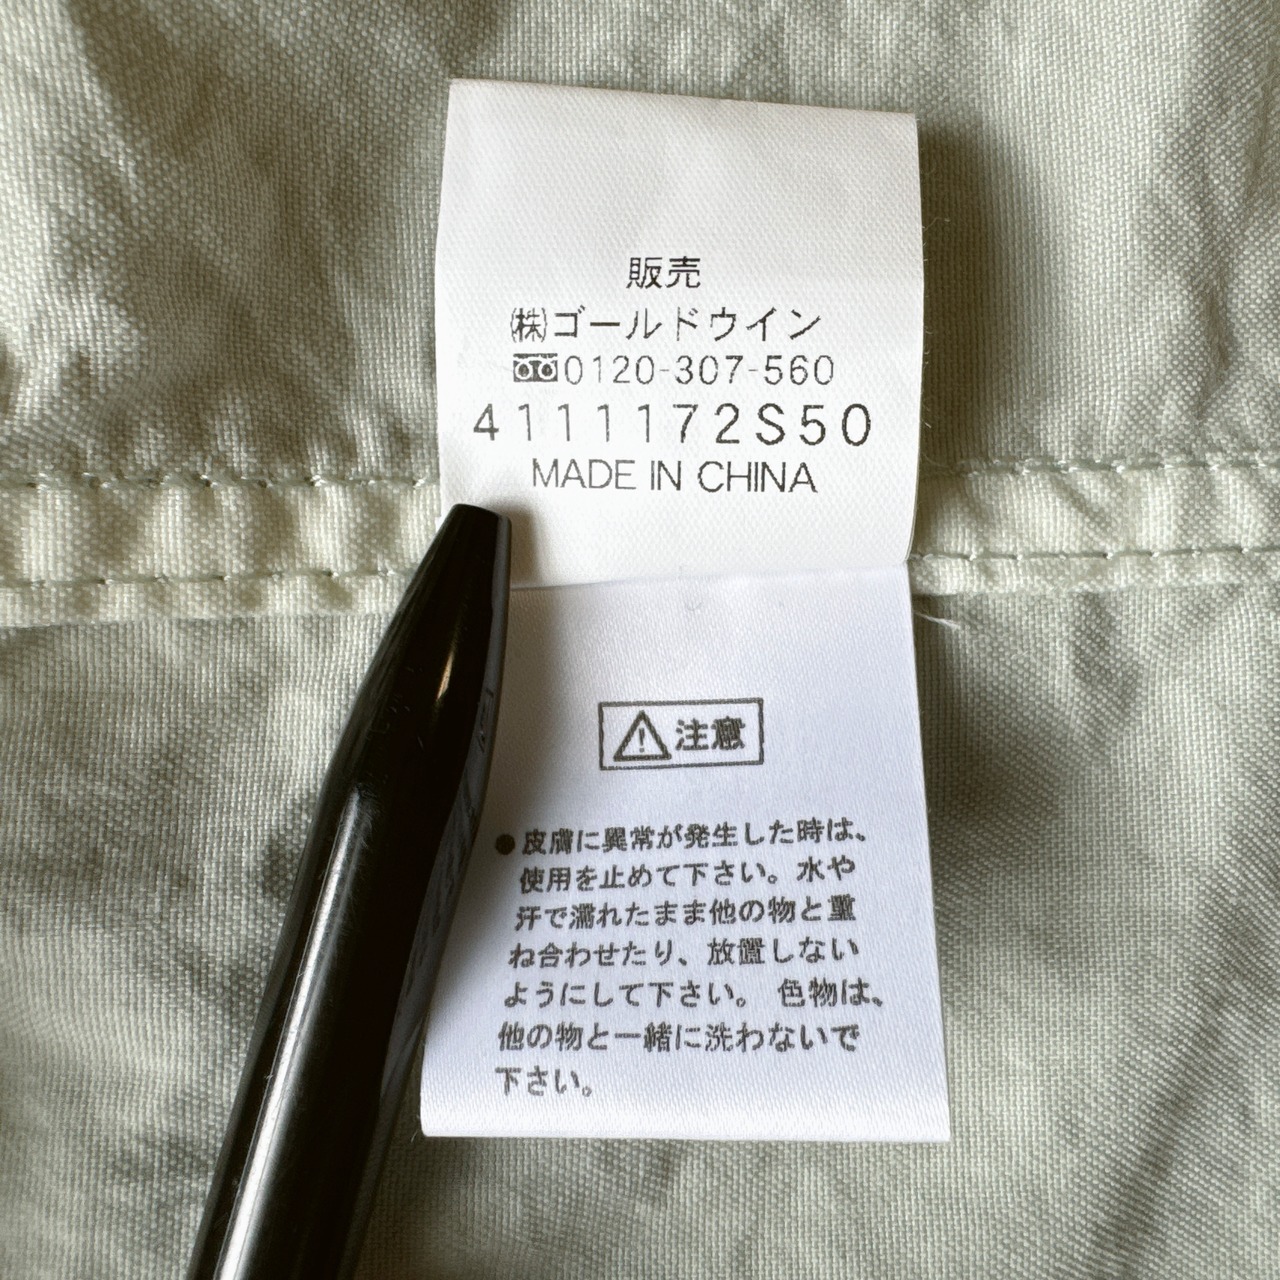 販売
㈱ゴールドウイン
0120-307-560
4111172S50
MADE IN CHINA
注意
●皮膚に異常が発生した時は、
使用を止めて下さい。水や
汗で濡れたまま他の物と重
ね合わせたり、放置しない
ようにして下さい。 色物は、
他の物と一緒に洗わないで
下さい。